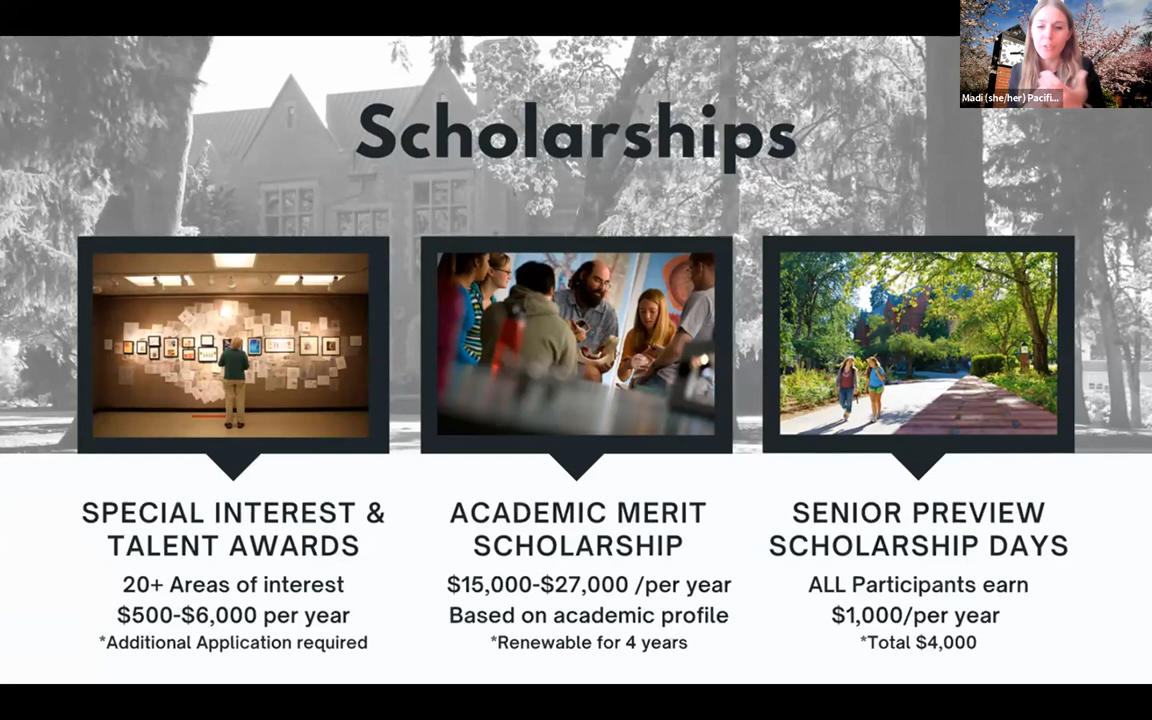 Scholarships
Madi (she/her) Pacifi...
SPECIAL INTEREST &
TALENT AWARDS
20+ Areas of interest
$500-$6,000 per year
*Additional Application required
ACADEMIC MERIT
SCHOLARSHIP
$15,000-$27,000 /per year
Based on academic profile
*Renewable for 4 years
SENIOR PREVIEW
SCHOLARSHIP DAYS
ALL Participants earn
$1,000/per year
*Total $4,000